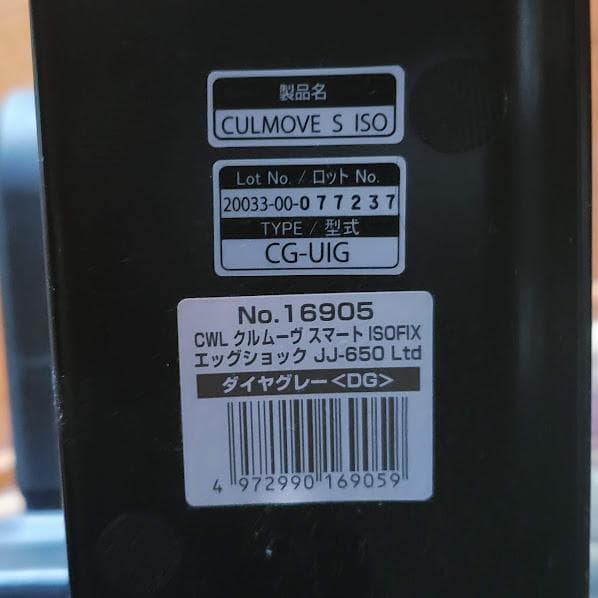 製品名
CULMOVE S ISO
Lot No. / ロット No.
20033-00-077237
TYPE / 型式
CG-UIG
No.16905
CWL クルムーヴ スマート ISOFIX
エッグショック JJ-650 Ltd
ダイヤグレー<DG>
4 972990 169059